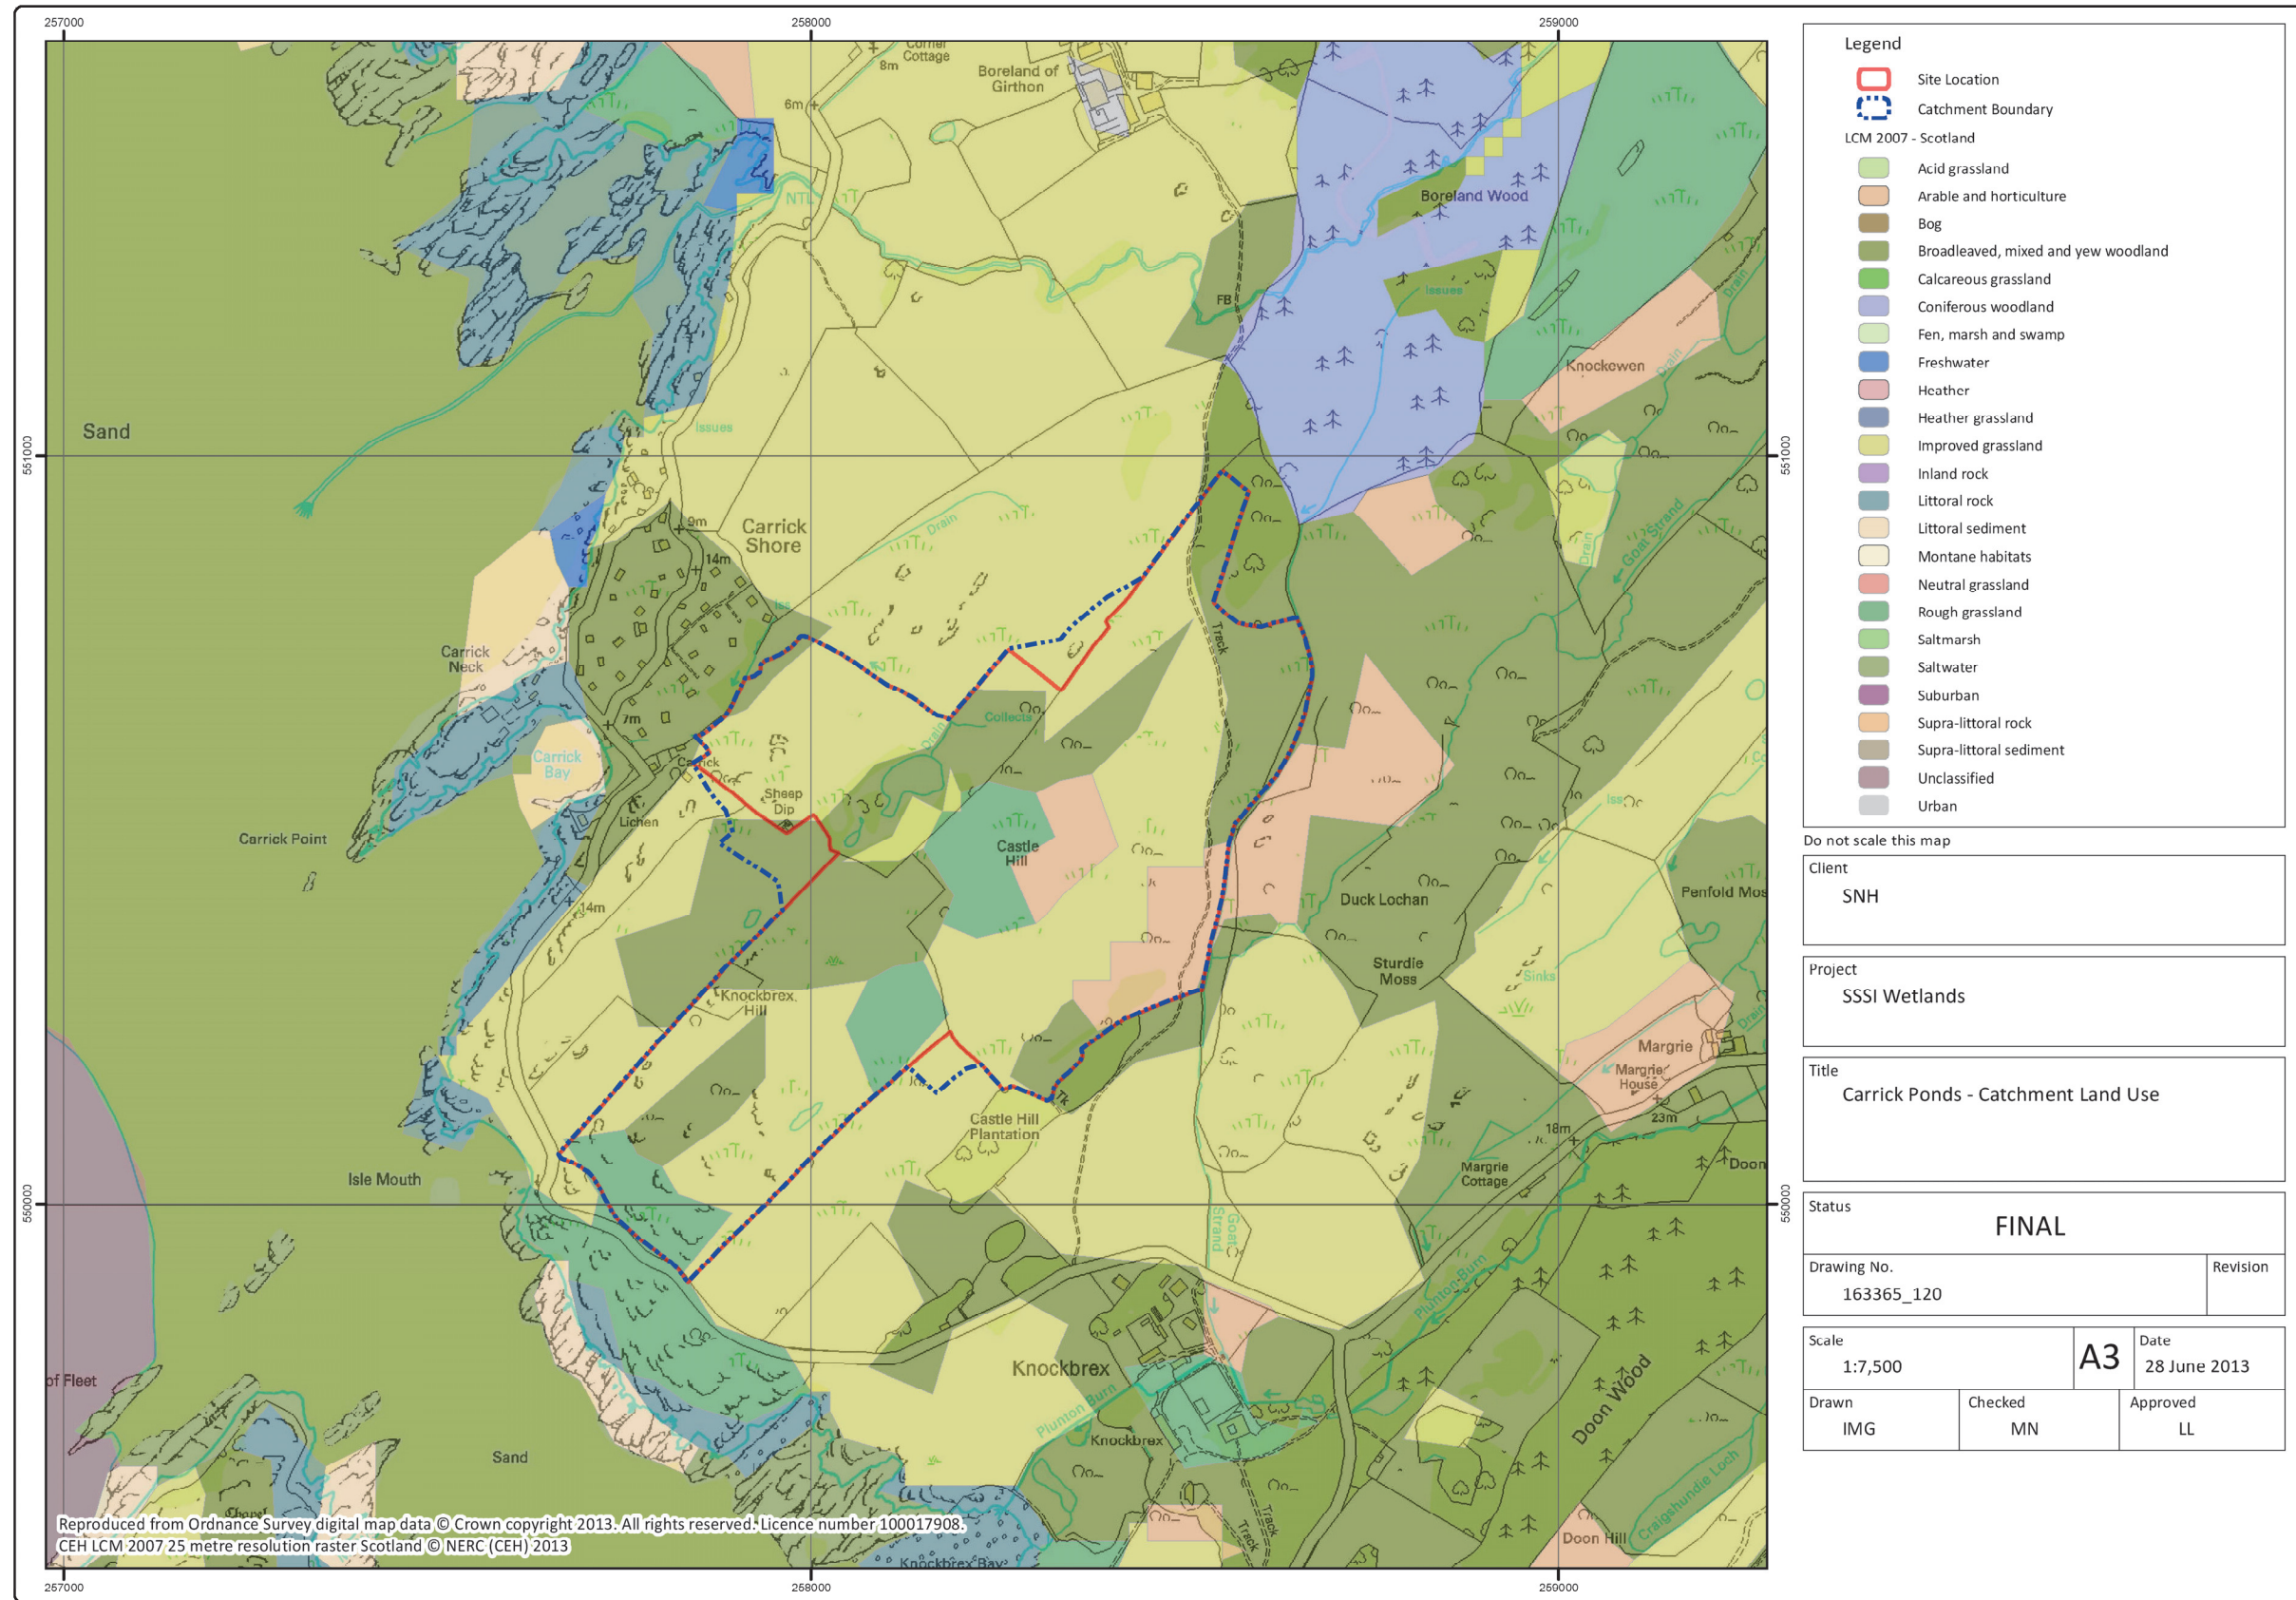 257000
258000
259000
Corner
Cottage
8m
Boreland of
Girthon
6m
NTL
Boreland Wood
Issues
FB
Drain
Knockewen
Drain
Sand
551000
Issues
551000
Carrick
Shore
9m
14m
Drain
Drain
Goat Strand
Iss
Track
Carrick
Neck
7m
Collects
Drain
Carrick
Bay
Carrick
Sheep
Dip
Lichen
Carrick Point
Castle
Hill
Iss
14m
Duck Lochan
Penfold Mos
Sturdie
Moss
Sinks
Knockbrex
Hill
Drain
Margrie
Margrie
House
23m
Tk
Castle Hill
Plantation
18m
Margrie
Cottage
Doon
Isle Mouth
550000
550000
Goat
Strand
Plunton Burn
of Fleet
Knockbrex
Doon Wood
Plunton Burn
Knockbrex
Sand
Track
Track
Craigshundie Loch
Doon Hill
Chapel
Knockbrex Bay
Reproduced from Ordnance Survey digital map data © Crown copyright 2013. All rights reserved. Licence number 100017908.
CEH LCM 2007 25 metre resolution raster Scotland © NERC (CEH) 2013
257000
258000
259000
Legend
Site Location
Catchment Boundary
LCM 2007 - Scotland
Acid grassland
Arable and horticulture
Bog
Broadleaved, mixed and yew woodland
Calcareous grassland
Coniferous woodland
Fen, marsh and swamp
Freshwater
Heather
Heather grassland
Improved grassland
Inland rock
Littoral rock
Littoral sediment
Montane habitats
Neutral grassland
Rough grassland
Saltmarsh
Saltwater
Suburban
Supra-littoral rock
Supra-littoral sediment
Unclassified
Urban
Do not scale this map
Client
SNH
Project
SSSI Wetlands
Title
Carrick Ponds - Catchment Land Use
Status
FINAL
Drawing No.
163365_120
Revision
Scale
1:7,500
A3
Date
28 June 2013
Drawn
IMG
Checked
MN
Approved
LL